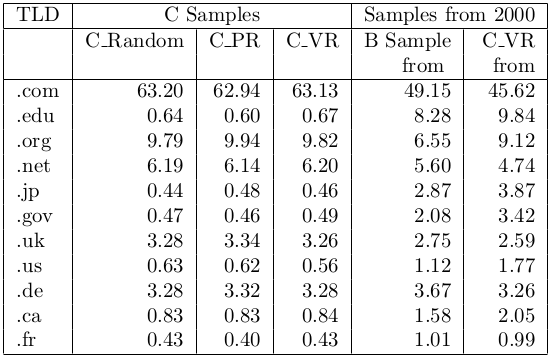 TLD C Samples Samples from 2000
C_Random C_PR C_VR B Sample C_VR
from from
.com 63.20 62.94 63.13 49.15 45.62
.edu 0.64 0.60 0.67 8.28 9.84
.org 9.79 9.94 9.82 6.55 9.12
.net 6.19 6.14 6.20 5.60 4.74
.jp 0.44 0.48 0.46 2.87 3.87
.gov 0.47 0.46 0.49 2.08 3.42
.uk 3.28 3.34 3.26 2.75 2.59
.us 0.63 0.62 0.56 1.12 1.77
.de 3.28 3.32 3.28 3.67 3.26
.ca 0.83 0.83 0.84 1.58 2.05
.fr 0.43 0.40 0.43 1.01 0.99